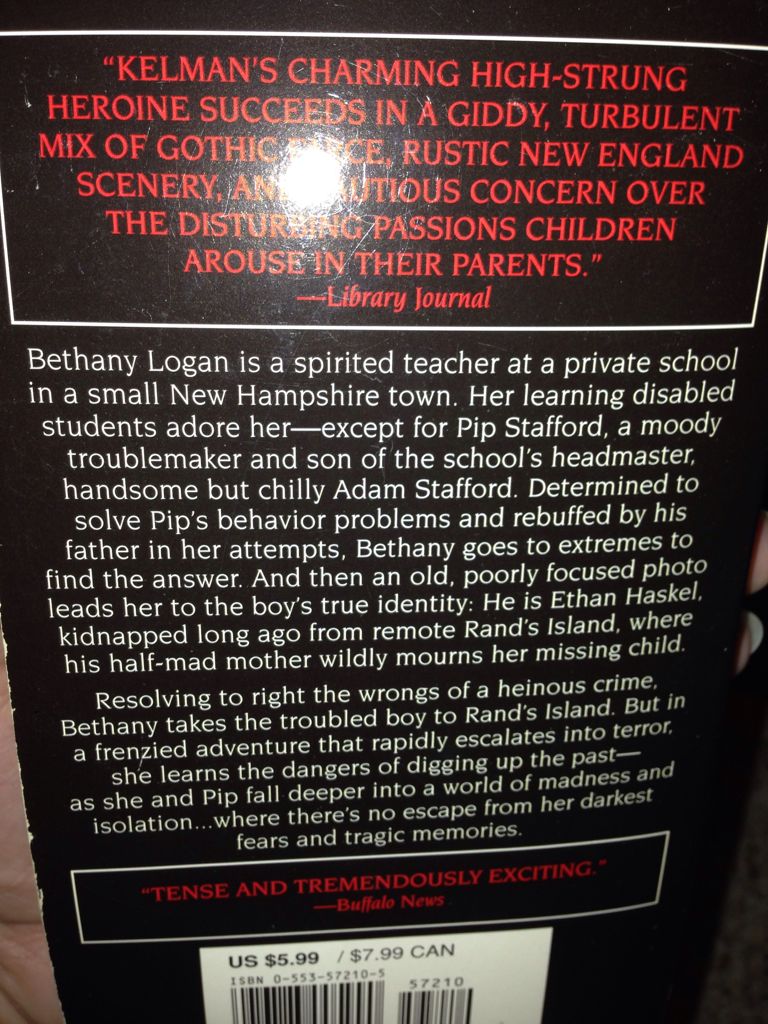 “KELMAN’S CHARMING HIGH-STRUNG
HEROINE SUCCEEDS IN A GIDDY, TURBULENT
MIX OF GOTHIC RUSTIC NEW ENGLAND
SCENERY, CONCERN OVER
THE DISTURBING PASSIONS CHILDREN
AROUSE IN THEIR PARENTS.”
—Library Journal
Bethany Logan is a spirited teacher at a private school
in a small New Hampshire town. Her learning disabled
students adore her—except for Pip Stafford, a moody
troublemaker and son of the school’s headmaster,
handsome but chilly Adam Stafford. Determined to
solve Pip’s behavior problems and rebuffed by his
father in her attempts, Bethany goes to extremes to
find the answer. And then an old, poorly focused photo
leads her to the boy’s true identity: He is Ethan Haskel,
kidnapped long ago from remote Rand’s Island, where
his half-mad mother wildly mourns her missing child.
Resolving to right the wrongs of a heinous crime,
Bethany takes the troubled boy to Rand’s Island. But in
a frenzied adventure that rapidly escalates into terror,
she learns the dangers of digging up the past—
as she and Pip fall deeper into a world of madness and
isolation...where there’s no escape from her darkest
fears and tragic memories.
“TENSE AND TREMENDOUSLY EXCITING.”
—Buffalo News
US $5.99 / $7.99 CAN
ISBN 0-553-57210-5
57210